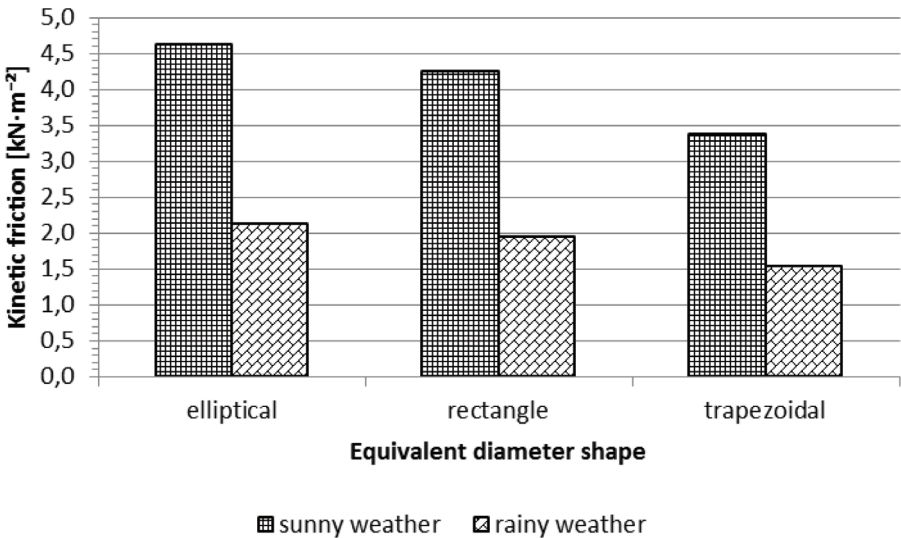 5,0
4,5
4,0
3,5
3,0
2,5
2,0
1,5
1,0
0,5
0,0
Kinetic friction [kN·m⁻²]
elliptical rectangle trapezoidal
Equivalent diameter shape
sunny weather rainy weather